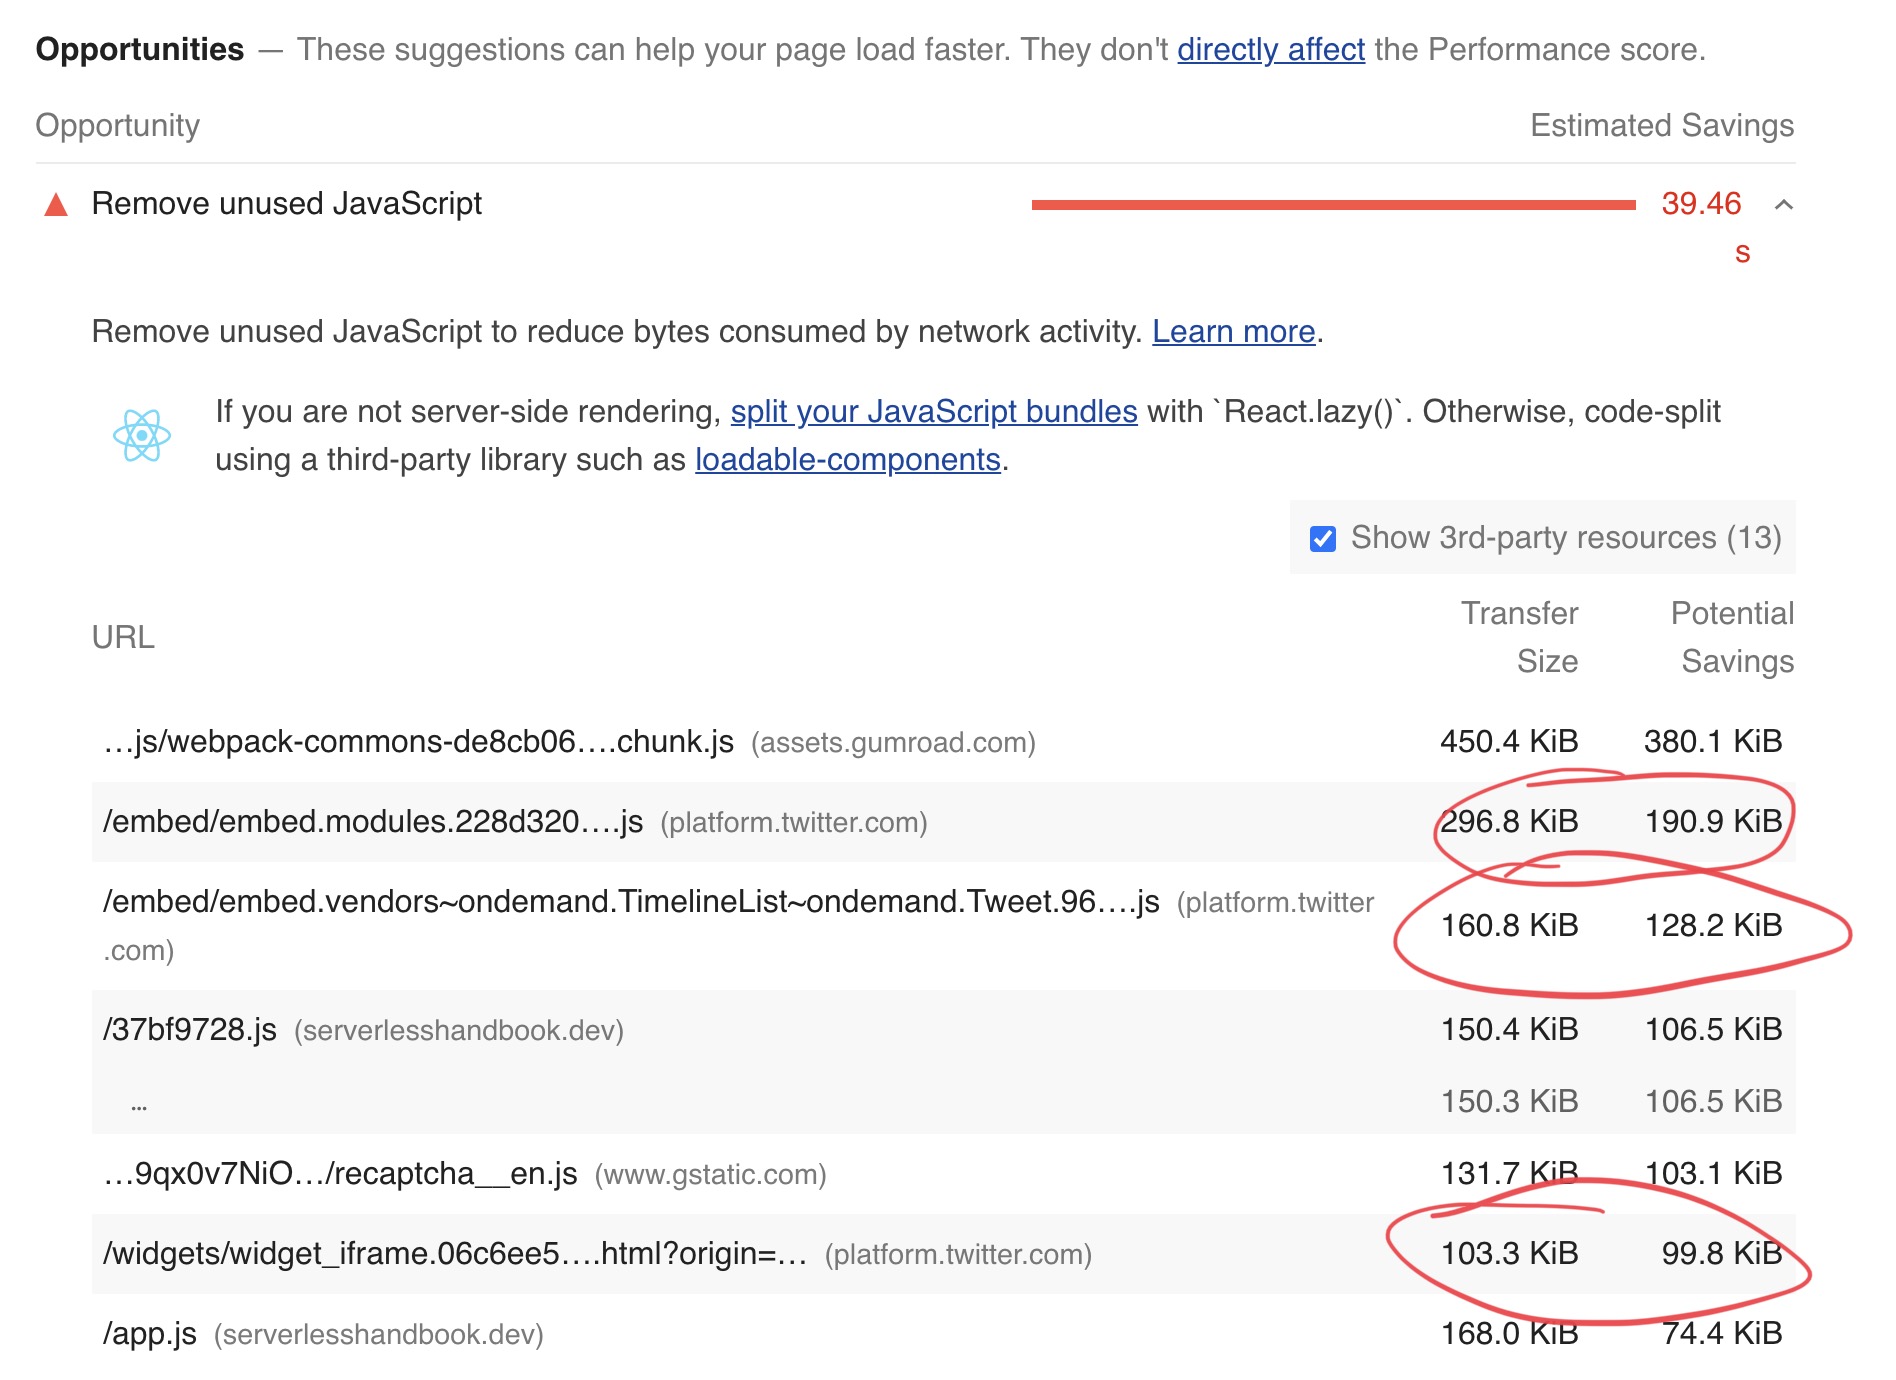 Opportunities — These suggestions can help your page load faster. They don't directly affect the Performance score.
Opportunity Estimated Savings
Remove unused JavaScript 39.46
s
Remove unused JavaScript to reduce bytes consumed by network activity. Learn more.
If you are not server-side rendering, split your JavaScript bundles with `React.lazy()`. Otherwise, code-split
using a third-party library such as loadable-components.
Show 3rd-party resources (13)
URL Transfer Size Potential Savings
…js/webpack-commons-de8cb06….chunk.js (assets.gumroad.com) 450.4 KiB 380.1 KiB
/embed/embed.modules.228d320….js (platform.twitter.com) 296.8 KiB 190.9 KiB
/embed/embed.vendors~ondemand.TimelineList~ondemand.Tweet.96….js (platform.twitter
.com) 160.8 KiB 128.2 KiB
/37bf9728.js (serverlesshandbook.dev) 150.4 KiB 106.5 KiB
… 150.3 KiB 106.5 KiB
…9qx0v7NiO…/recaptcha__en.js (www.gstatic.com) 131.7 KiB 103.1 KiB
/widgets/widget_iframe.06c6ee5….html?origin=… (platform.twitter.com) 103.3 KiB 99.8 KiB
/app.js (serverlesshandbook.dev) 168.0 KiB 74.4 KiB